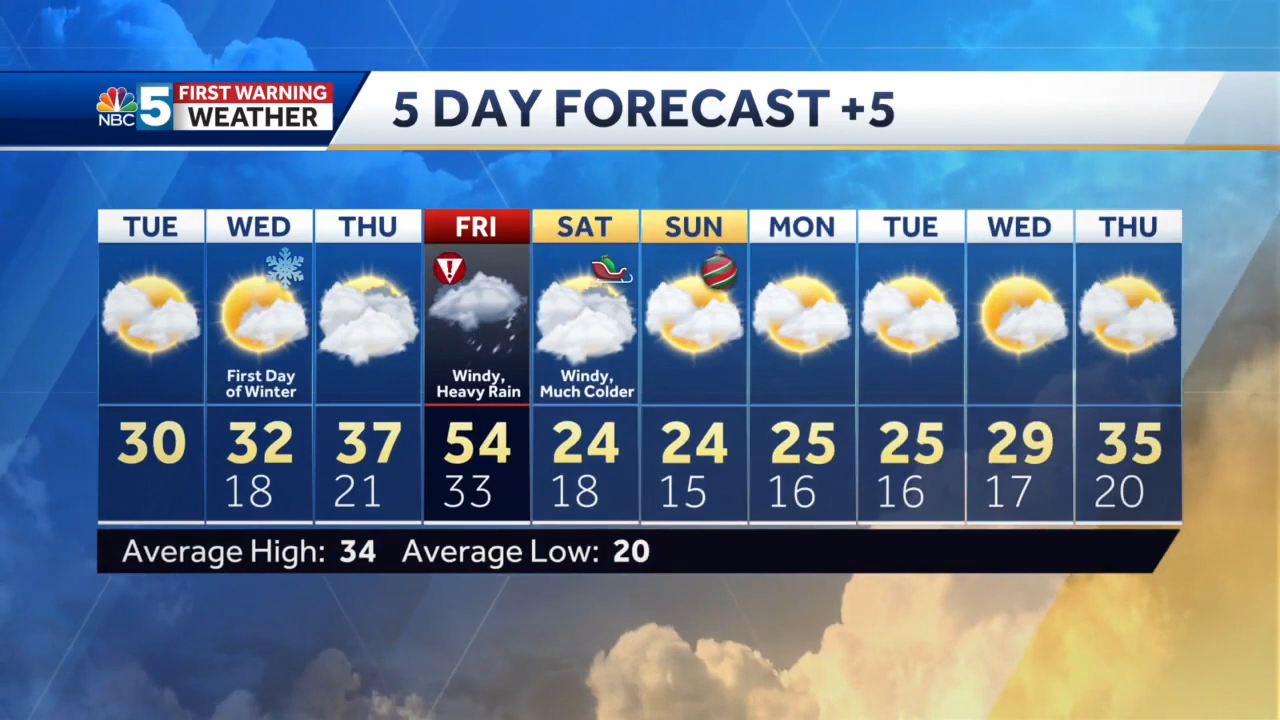 NBC 5 FIRST WARNING
WEATHER
5 DAY FORECAST +5
TUE WED THU FRI SAT SUN MON TUE WED THU
!
First Day Windy, Windy,
of Winter Heavy Rain Much Colder
30 32 37 54 24 24 25 25 29 35
18 21 33 18 15 16 16 17 20
Average High: 34 Average Low: 20